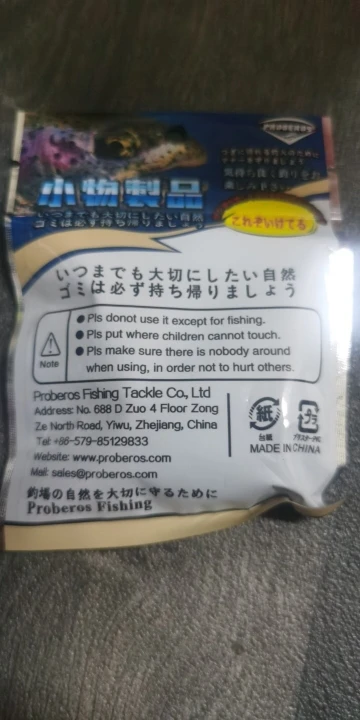 PROBEROS
小物製品
いつまでも大切にしたい自然
ゴミは必ず持ち帰りましょう
これぞいけてる
いつまでも大切にしたい自然
ゴミは必ず持ち帰りましょう
Note
● Pls donot use it except for fishing.
● Pls put where children cannot touch.
● Pls make sure there is nobody around
when using, in order not to hurt others.
Proberos Fishing Tackle Co., Ltd
Address: No. 688 D Zuo 4 Floor Zong
Ze North Road, Yiwu, Zhejiang, China
Tel: +86-579-85129833
Website: www.proberos.com
Mail: sales@proberos.com
紙
プラ
台紙
MADE IN CHINA
釣場の自然を大切に守るために
Proberos Fishing